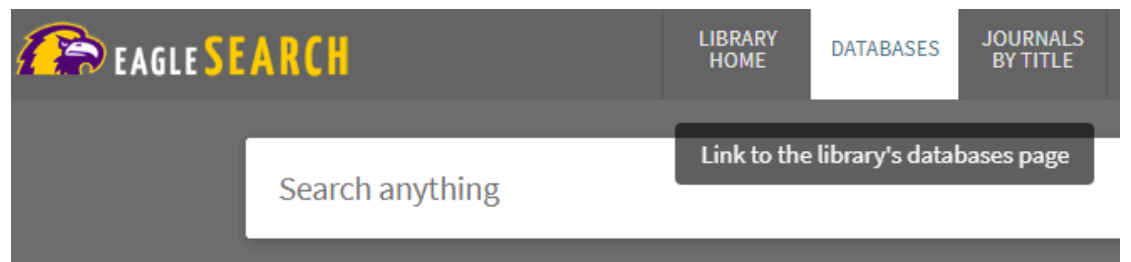 EAGLE SEARCH
LIBRARY
HOME
DATABASES
JOURNALS
BY TITLE
Link to the library's databases page
Search anything